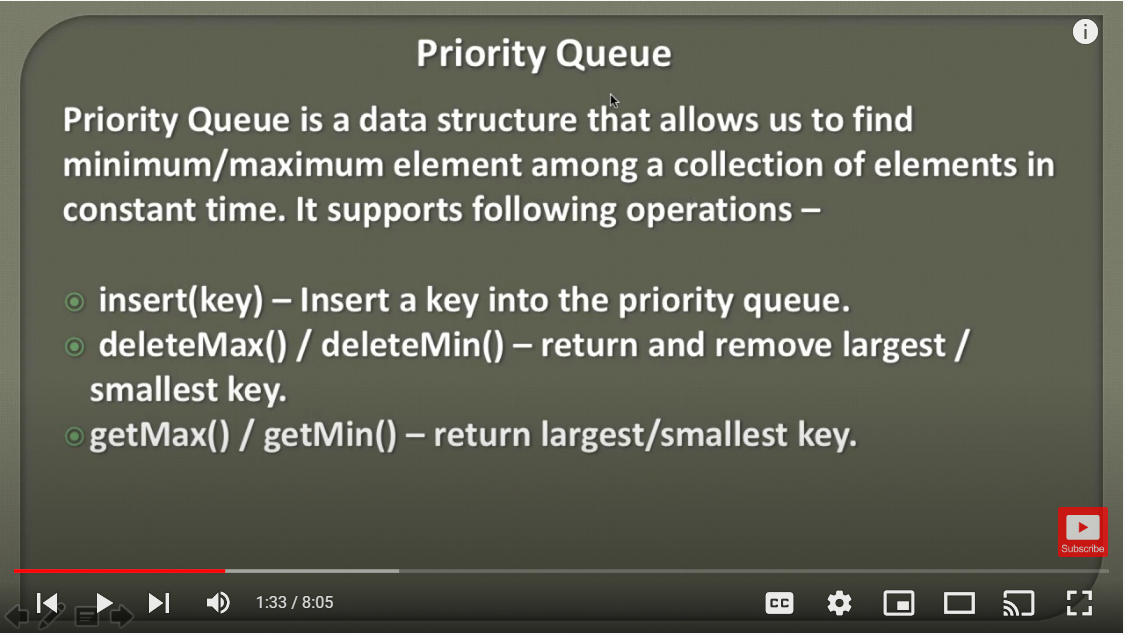 Priority Queue
Priority Queue is a data structure that allows us to find
minimum/maximum element among a collection of elements in
constant time. It supports following operations –
insert(key) – Insert a key into the priority queue.
deleteMax() / deleteMin() – return and remove largest /
smallest key.
getMax() / getMin() – return largest/smallest key.
Subscribe
1:33 / 8:05
CC